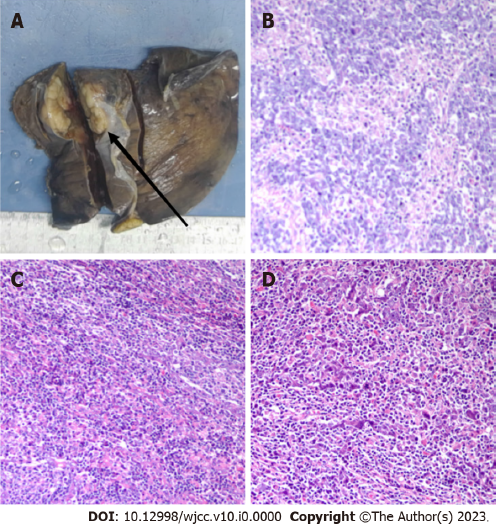 A
B
C
D
DOI: 10.12998/wjcc.v10.i0.0000 Copyright ©The Author(s) 2023.